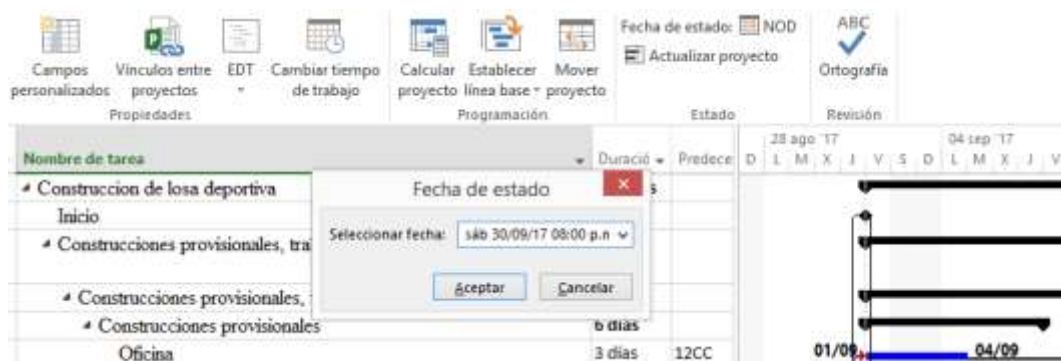 Campos personalizados
Vínculos entre proyectos
EDT
Cambiar tiempo de trabajo
Propiedades
Calcular proyecto
Establecer línea base
Mover proyecto
Programación
Fecha de estado: NOD
Actualizar proyecto
Estado
ABC
Ortografía
Revisión
28 ago '17
04 sep '17
Nombre de tarea
Duració
Predece
D L M X J V S D L M X J V
Construccion de losa deportiva
s
Inicio
Construcciones provisionales, tra
Construcciones provisionales,
Construcciones provisionales
6 días
Oficina
3 días
12CC
01/09
04/09
Fecha de estado
Seleccionar fecha:
sáb 30/09/17 08:00 p.n
Aceptar
Cancelar